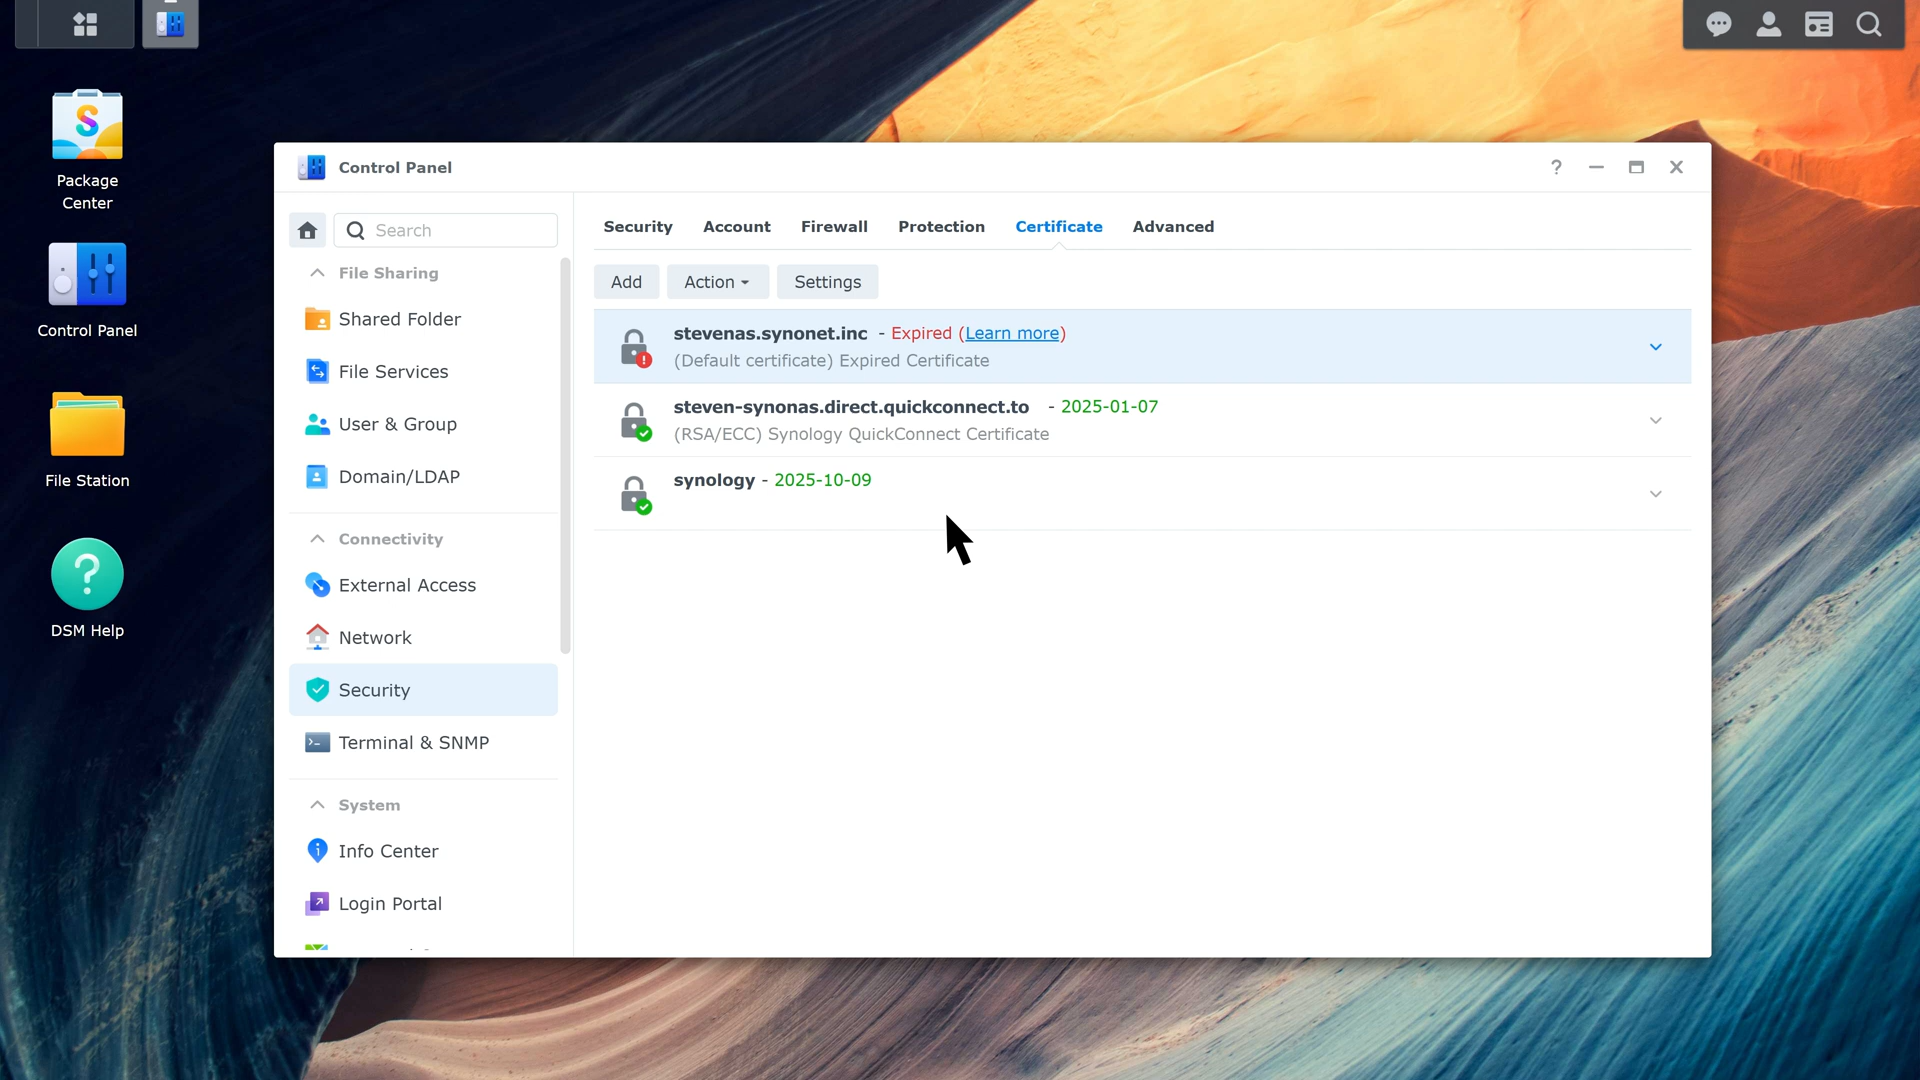 Package
Center
Control Panel
File Station
DSM Help
Control Panel
Search
File Sharing
Shared Folder
File Services
User & Group
Domain/LDAP
Connectivity
External Access
Network
Security
Terminal & SNMP
System
Info Center
Login Portal
Security Account Firewall Protection Certificate Advanced
Add Action Settings
stevenas.synonet.inc - Expired (Learn more)
(Default certificate) Expired Certificate
steven-synonas.direct.quickconnect.to - 2025-01-07
(RSA/ECC) Synology QuickConnect Certificate
synology - 2025-10-09